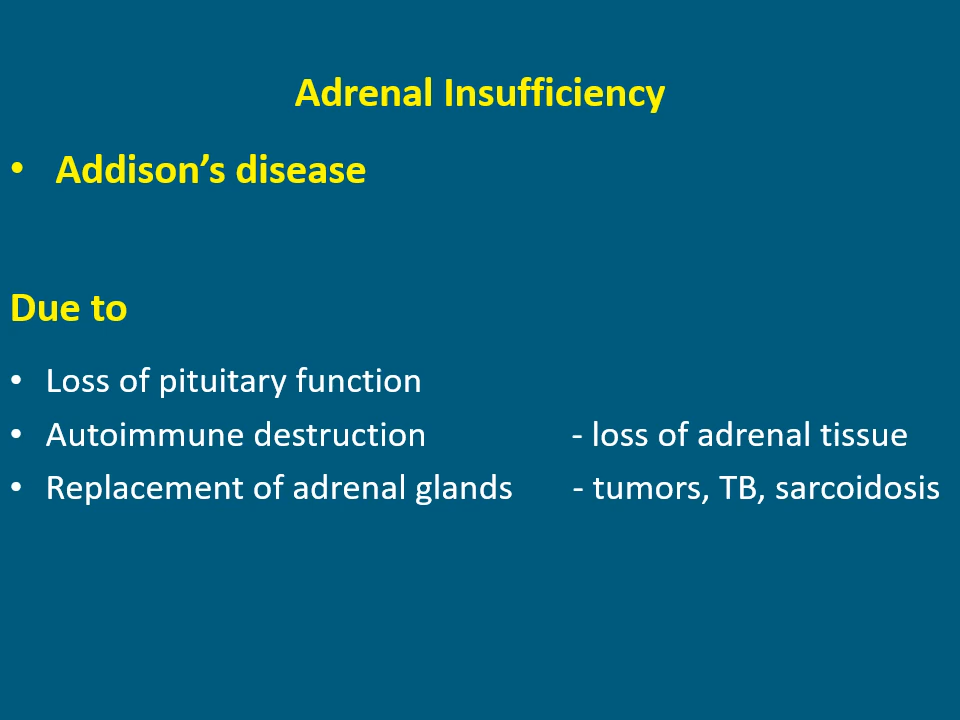 Adrenal Insufficiency
• Addison’s disease
Due to
• Loss of pituitary function
• Autoimmune destruction - loss of adrenal tissue
• Replacement of adrenal glands - tumors, TB, sarcoidosis